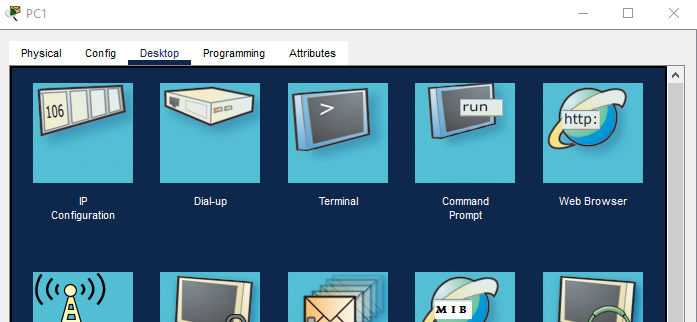 PC1
Physical Config Desktop Programming Attributes
106
>
run
http:
IP
Configuration
Dial-up
Terminal
Command
Prompt
Web Browser
MIB